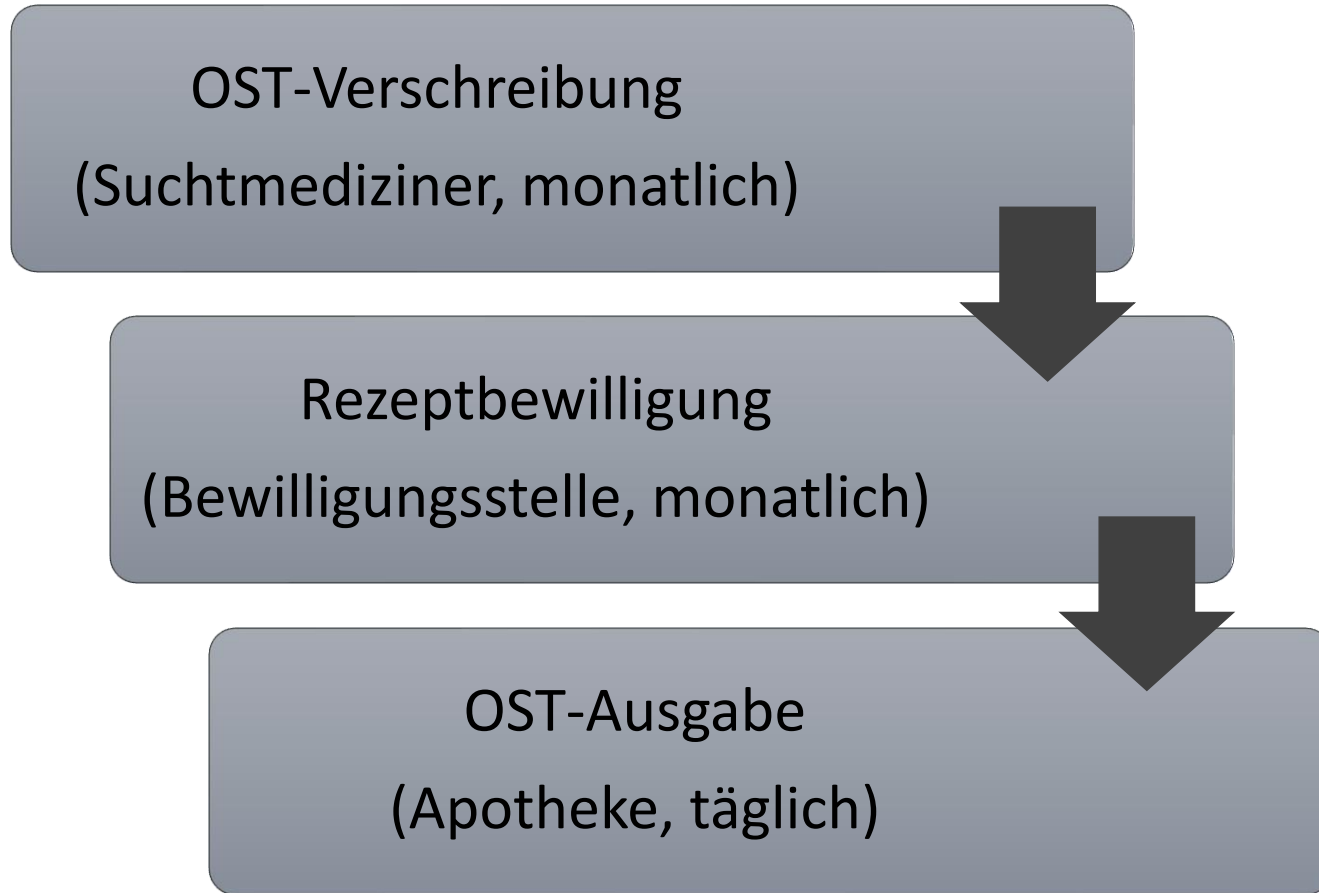 OST-Verschreibung
(Suchtmediziner, monatlich)
Rezeptbewilligung
(Bewilligungsstelle, monatlich)
OST-Ausgabe
(Apotheke, täglich)